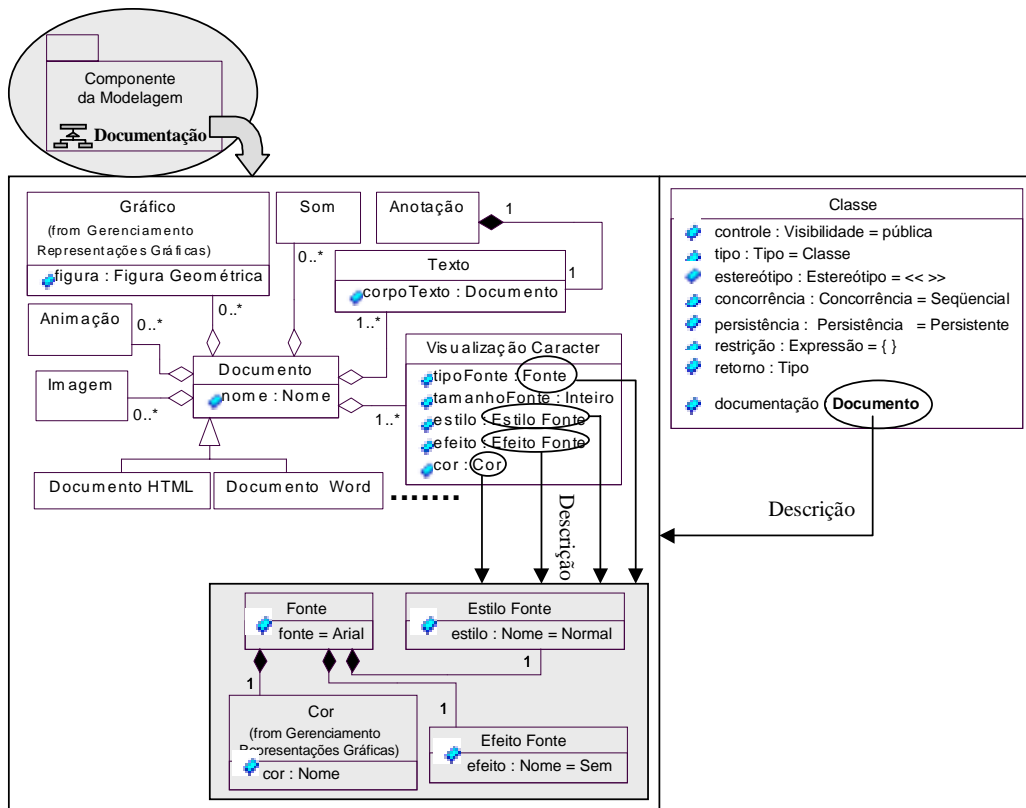 Componente
da Modelagem
Documentação
Gráfico
(from Gerenciamento
Representações Gráficas)
figura : Figura Geométrica
Som
Anotação
1
0..*
Texto
1
corpoTexto : Documento
0..*
Animação
0..*
1..*
Documento
nome : Nome
Imagem
0..*
1..*
Visualização Caracter
tipoFonte : Fonte
tamanhoFonte : Inteiro
estilo : Estilo Fonte
efeito : Efeito Fonte
cor : Cor
Documento HTML
Documento Word
........
Descrição
Classe
controle : Visibilidade = pública
tipo : Tipo = Classe
estereótipo : Estereótipo = << >>
concorrência : Concorrência = Seqüencial
persistência : Persistência = Persistente
restrição : Expressão = { }
retorno : Tipo
documentação Documento
Descrição
Fonte
fonte = Arial
Estilo Fonte
estilo : Nome = Normal
1
1
1
Cor
(from Gerenciamento
Representações Gráficas)
cor : Nome
Efeito Fonte
efeito : Nome = Sem